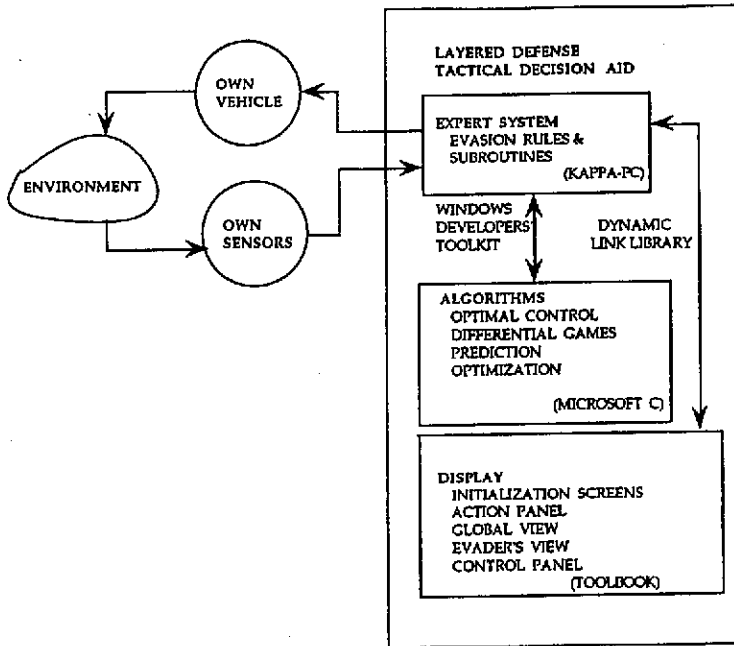 OWN
VEHICLE
ENVIRONMENT
OWN
SENSORS
LAYERED DEFENSE
TACTICAL DECISION AID
EXPERT SYSTEM
EVASION RULES &
SUBROUTINES
(KAPPA-PC)
WINDOWS
DEVELOPERS'
TOOLKIT
DYNAMIC
LINK LIBRARY
ALGORITHMS
OPTIMAL CONTROL
DIFFERENTIAL GAMES
PREDICTION
OPTIMIZATION
(MICROSOFT C)
DISPLAY
INITIALIZATION SCREENS
ACTION PANEL
GLOBAL VIEW
EVADER'S VIEW
CONTROL PANEL
(TOOLBOOK)